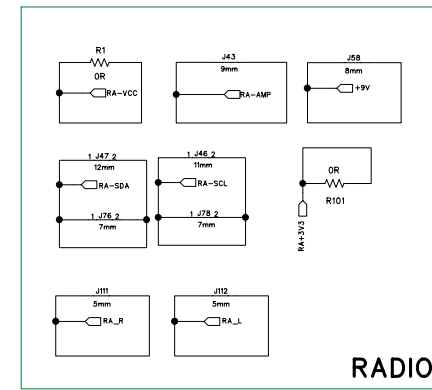 R1
0R
RA-VCC
J43
9mm
RA-AMP
J58
8mm
+9V
1 J47 2
12mm
RA-SDA
1 J76 2
7mm
1 J46 2
11mm
RA-SCL
1 J78 2
7mm
0R
R101
RA+3V3
J111
5mm
RA_R
J112
5mm
RA_L
RADIO